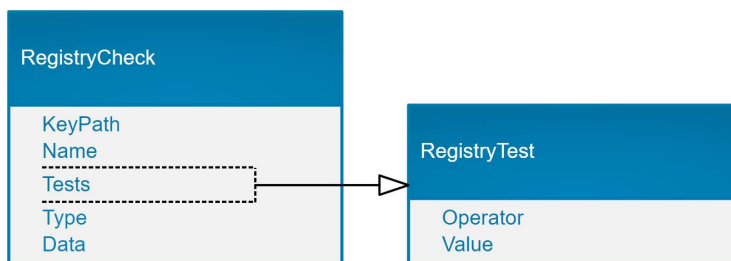 RegistryCheck
KeyPath
Name
Tests
Type
Data
RegistryTest
Operator
Value